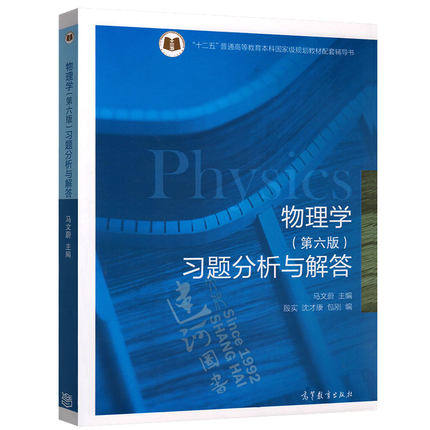 "十二五"普通高等教育本科国家级规划教材配套辅导书
Physics
物理学
(第六版)
习题分析与解答
马文蔚 主编
殷实 沈才康 包刚 编
高等教育出版社
物理学(第六版)习题分析与解答
马文蔚 主编
Since 1992
SHANG HAI